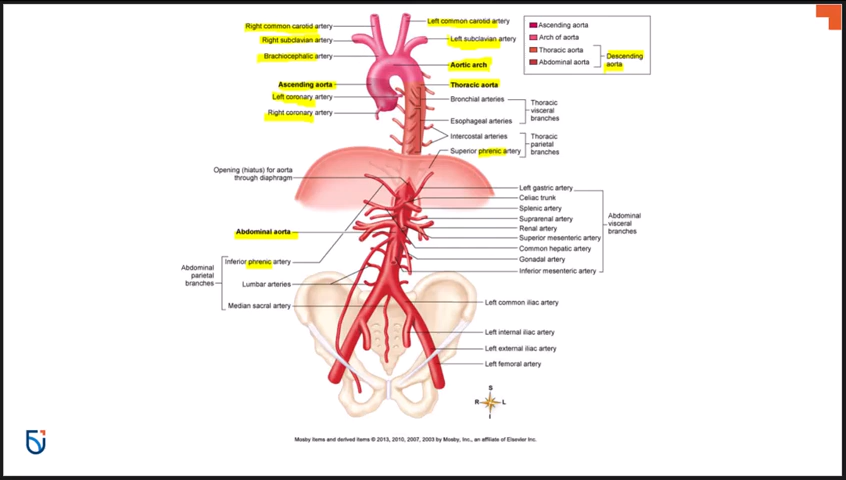 Right common carotid artery
Right subclavian artery
Brachiocephalic artery
Ascending aorta
Left coronary artery
Right coronary artery
Left common carotid artery
Left subclavian artery
Aortic arch
Thoracic aorta
Bronchial arteries
Esophageal arteries
Thoracic
visceral
branches
Intercostal arteries
Superior phrenic artery
Thoracic
parietal
branches
Ascending aorta
Arch of aorta
Thoracic aorta
Abdominal aorta
Descending
aorta
Opening (hiatus) for aorta
through diaphragm
Abdominal aorta
Abdominal
parietal
branches
Inferior phrenic artery
Lumbar arteries
Median sacral artery
Left gastric artery
Celiac trunk
Splenic artery
Suprarenal artery
Renal artery
Superior mesenteric artery
Common hepatic artery
Gonadal artery
Inferior mesenteric artery
Abdominal
visceral
branches
Left common iliac artery
Left internal iliac artery
Left external iliac artery
Left femoral artery
S
R L
I
Mosby items and derived items © 2013, 2010, 2007, 2003 by Mosby, Inc., an affiliate of Elsevier Inc.